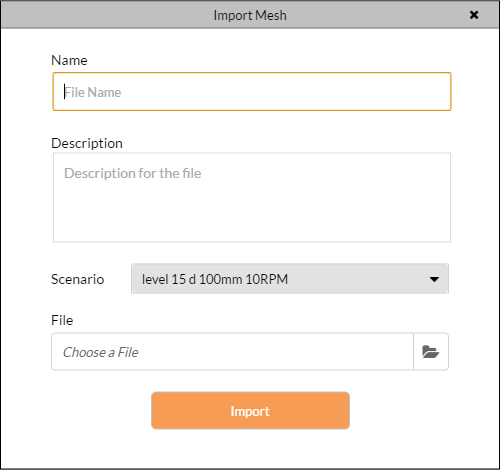 Import Mesh
Name
File Name
Description
Description for the file
Scenario
level 15 d 100mm 10RPM
File
Choose a File
Import